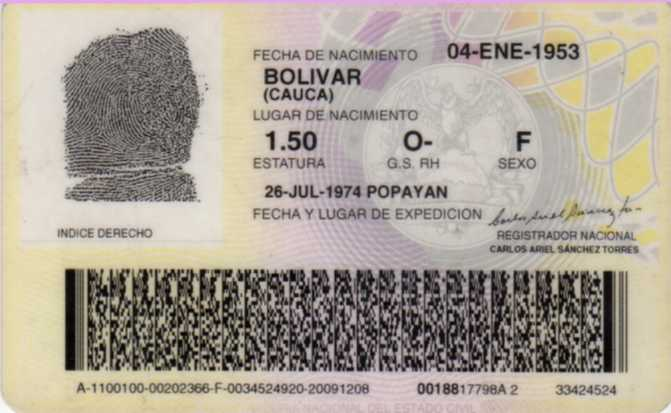 FECHA DE NACIMIENTO 04-ENE-1953
BOLIVAR
(CAUCA)
LUGAR DE NACIMIENTO
1.50 O- F
ESTATURA G.S. RH SEXO
26-JUL-1974 POPAYAN
FECHA Y LUGAR DE EXPEDICION
INDICE DERECHO
REGISTRADOR NACIONAL
CARLOS ARIEL SÁNCHEZ TORRES
A-1100100-00202366-F-0034524920-20091208 0018817798A 2 33424524